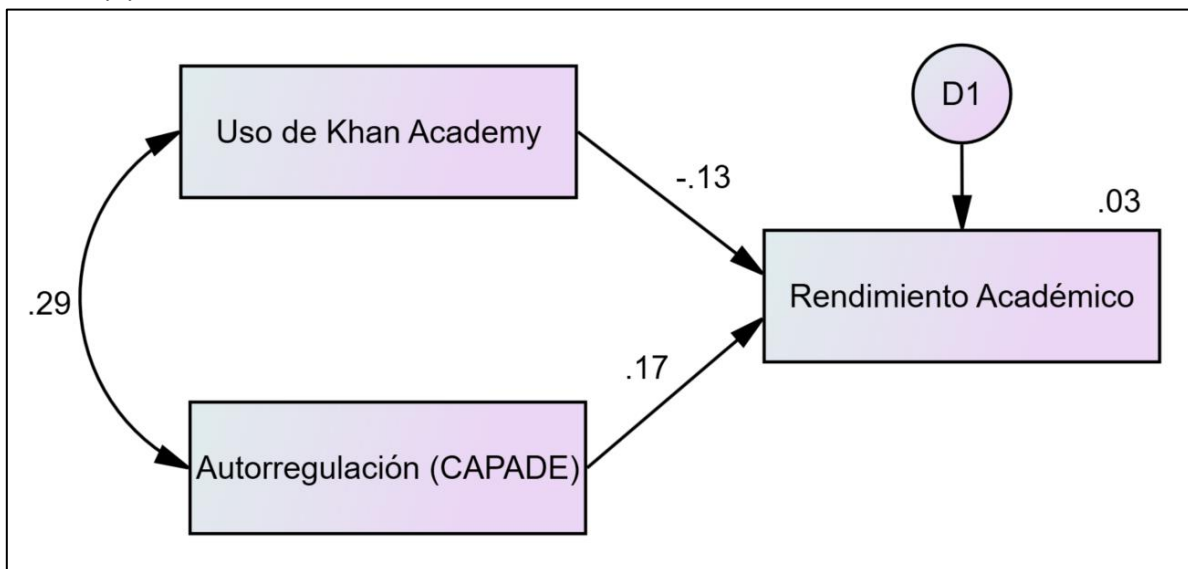 Uso de Khan Academy
D1
-.13
.03
Rendimiento Académico
.29
.17
Autorregulación (CAPADE)